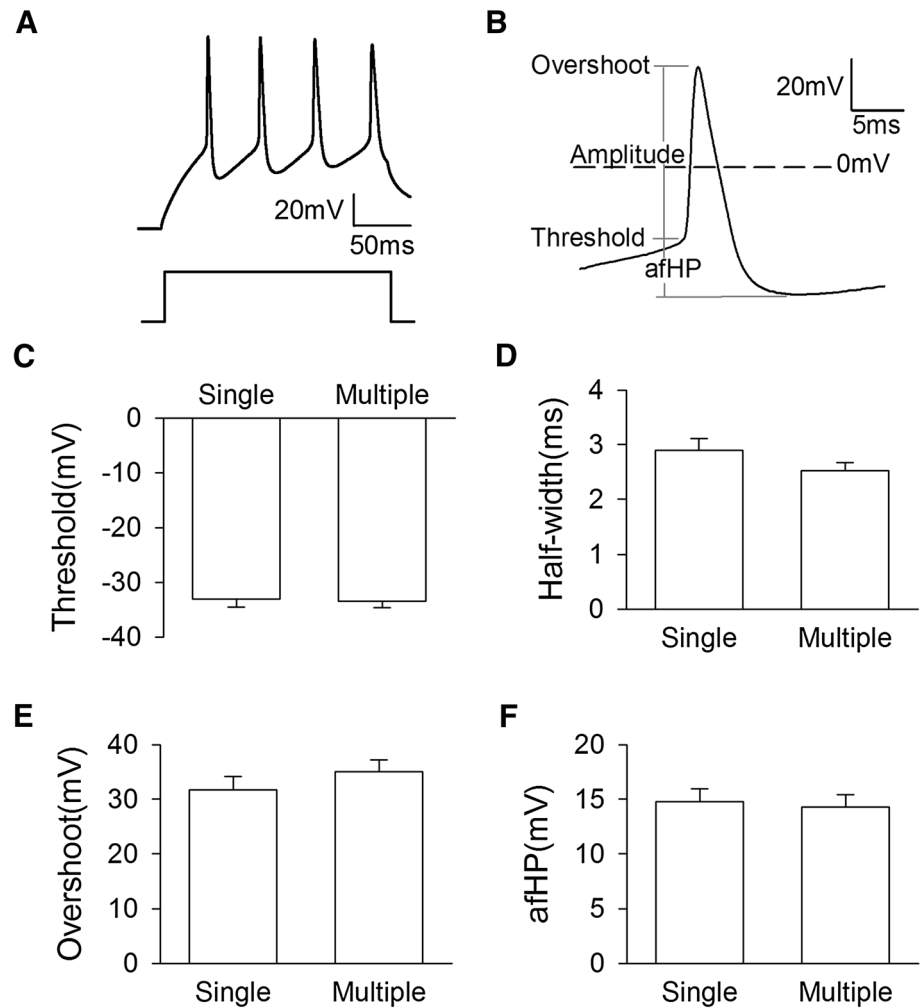 A
20mV
50ms
B
Overshoot
20mV
5ms
Amplitude
0mV
Threshold
afHP
C
Single Multiple
Threshold(mV)
0
-10
-20
-30
-40
D
Half-width(ms)
4
3
2
1
0
Single Multiple
E
Overshoot(mV)
40
30
20
10
0
Single Multiple
F
afHP(mV)
20
15
10
5
0
Single Multiple